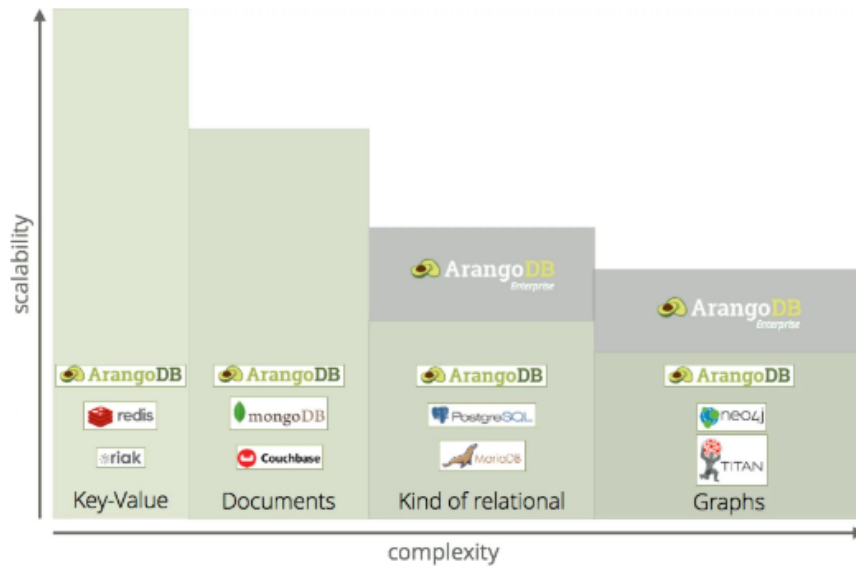 scalability
ArangoDB
Enterprise
ArangoDB
Enterprise
ArangoDB
ArangoDB
ArangoDB
ArangoDB
redis
mongoDB
PostgreSQL
neo4j
riak
Couchbase
MariaDB
TITAN
Key-Value
Documents
Kind of relational
Graphs
complexity